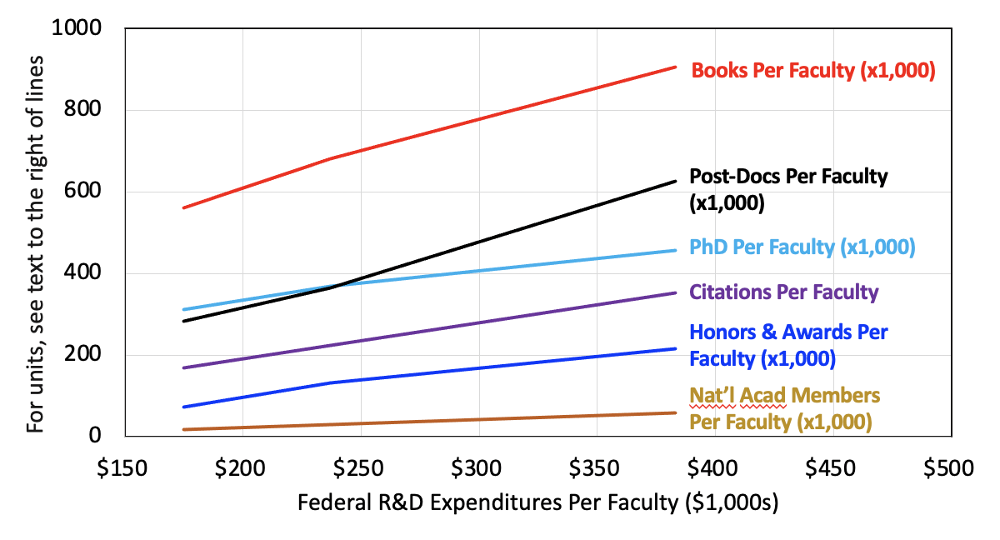 1000
800
600
400
200
0
For units, see text to the right of lines
Books Per Faculty (x1,000)
Post-Docs Per Faculty
(x1,000)
PhD Per Faculty (x1,000)
Citations Per Faculty
Honors & Awards Per
Faculty (x1,000)
Nat’l Acad Members
Per Faculty (x1,000)
$150 $200 $250 $300 $350 $400 $450 $500
Federal R&D Expenditures Per Faculty ($1,000s)